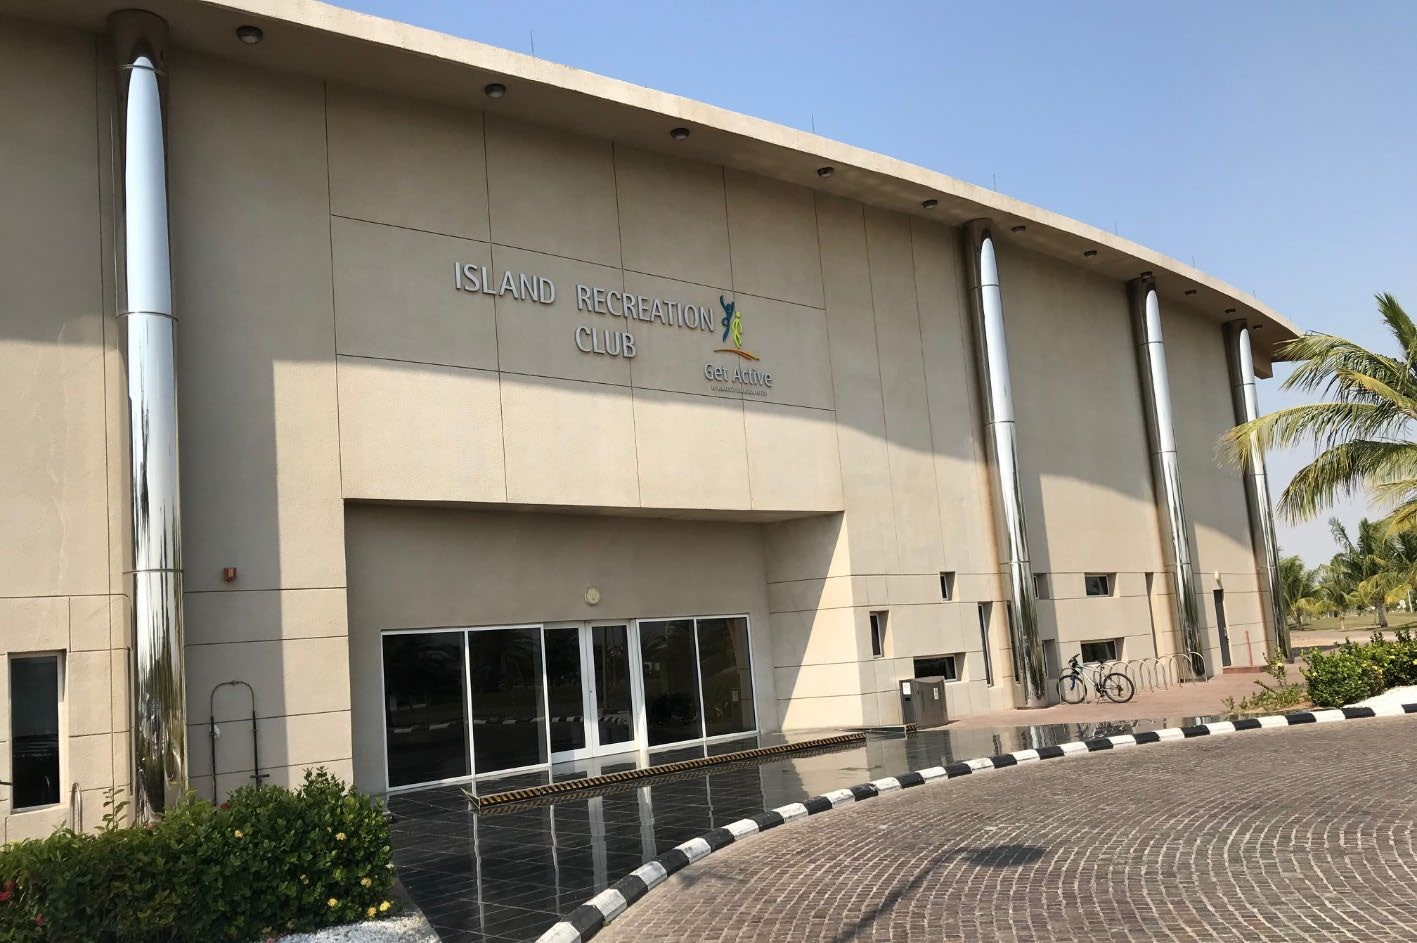 ISLAND RECREATION
CLUB
Get Active